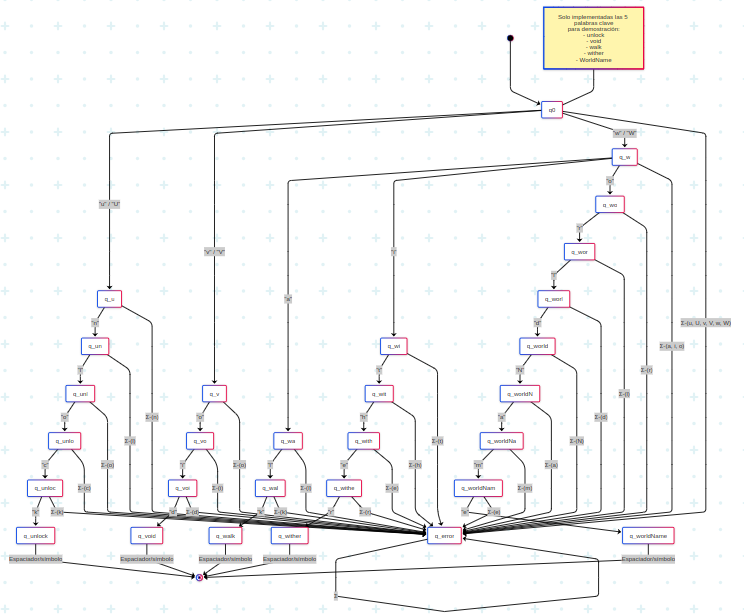 Solo implementadas las 5
palabras clave
para demostración:
- unlock
- void
- walk
- wither
- WorldName
q0
"w" / "W"
q_w
"o"
"u" / "U"
q_wo
"r"
"v" / "V"
"i"
q_wor
"l"
"a"
q_u
q_worl
"n"
"d"
Σ-{u, U, v, V, w, W}
q_un
q_wi
q_world
Σ-{a, i, o}
"l"
"t"
"N"
Σ-{r}
q_unl
q_v
q_wit
q_worldN
Σ-{l}
"o"
"o"
"h"
"a"
Σ-{n}
Σ-{d}
q_unlo
q_vo
q_wa
q_with
q_worldNa
Σ-{l}
Σ-{t}
Σ-{N}
"c"
"i"
"l"
"e"
"m"
Σ-{o}
Σ-{o}
Σ-{h}
Σ-{a}
q_unloc
q_voi
q_wal
q_withe
q_worldNam
Σ-{c}
Σ-{i}
Σ-{l}
Σ-{e}
Σ-{m}
"k"
Σ-{k}
"d"
Σ-{d}
"k"
Σ-{k}
"r"
Σ-{r}
"e"
Σ-{e}
q_unlock
q_void
q_walk
q_wither
q_error
q_worldName
Espaciador/símbolo
Espaciador/símbolo
Espaciador/símbolo
Espaciador/símbolo
Espaciador/símbolo
Σ